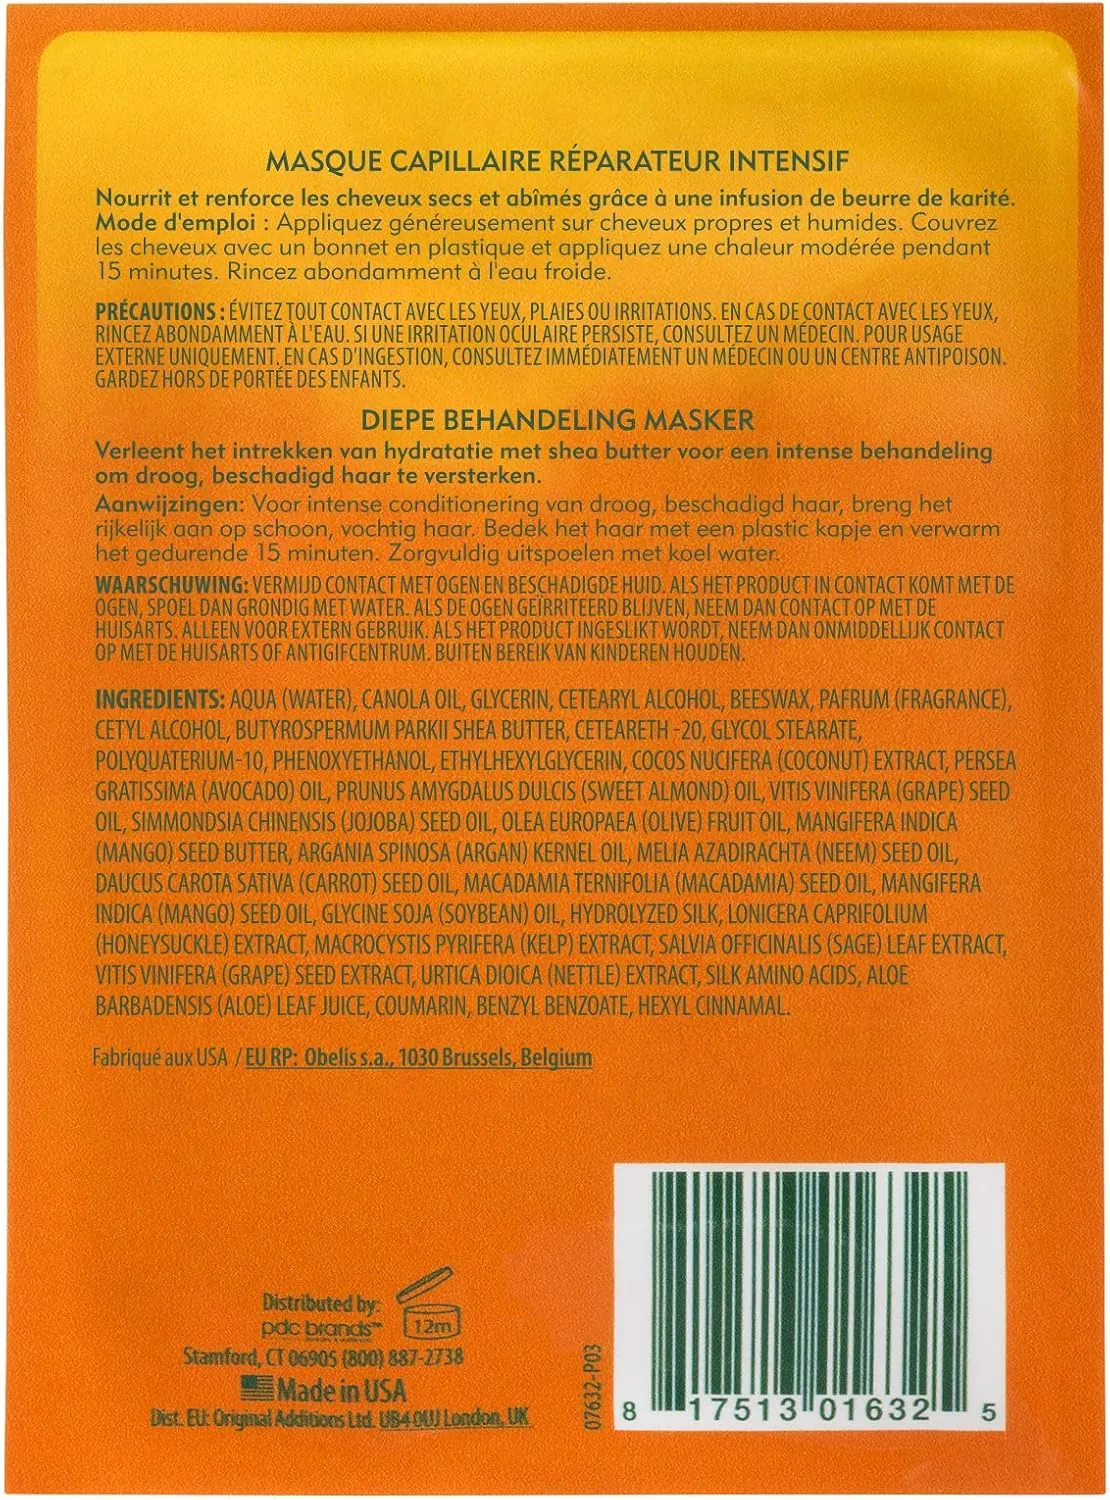 MASQUE CAPILLAIRE RÉPARATEUR INTENSIF
Nourrit et renforce les cheveux secs et abîmés grâce à une infusion de beurre de karité.
Mode d'emploi : Appliquez généreusement sur cheveux propres et humides. Couvrez
les cheveux avec un bonnet en plastique et appliquez une chaleur modérée pendant
15 minutes. Rincez abondamment à l'eau froide.
PRÉCAUTIONS : ÉVITEZ TOUT CONTACT AVEC LES YEUX, PLAIES OU IRRITATIONS. EN CAS DE CONTACT AVEC LES YEUX,
RINCEZ ABONDAMMENT À L'EAU. SI UNE IRRITATION OCULAIRE PERSISTE, CONSULTEZ UN MÉDECIN. POUR USAGE
EXTERNE UNIQUEMENT. EN CAS D'INGESTION, CONSULTEZ IMMÉDIATEMENT UN MÉDECIN OU UN CENTRE ANTIPOISON.
GARDEZ HORS DE PORTÉE DES ENFANTS.
DIEPE BEHANDELING MASKER
Verleent het intrekken van hydratatie met shea butter voor een intense behandeling
om droog, beschadigd haar te versterken.
Aanwijzingen: Voor intense conditionering van droog, beschadigd haar, breng het
rijkelijk aan op schoon, vochtig haar. Bedek het haar met een plastic kapje en verwarm
het gedurende 15 minuten. Zorgvuldig uitspoelen met koel water.
WAARSCHUWING: VERMIJD CONTACT MET OGEN EN BESCHADIGDE HUID. ALS HET PRODUCT IN CONTACT KOMT MET DE
OGEN, SPOEL DAN GRONDIG MET WATER. ALS DE OGEN GEÏRRITEERD BLIJVEN, NEEM DAN CONTACT OP MET DE
HUISARTS. ALLEEN VOOR EXTERN GEBRUIK. ALS HET PRODUCT INGESLIKT WORDT, NEEM DAN ONMIDDELLIJK CONTACT
OP MET DE HUISARTS OF ANTIGIFCENTRUM. BUITEN BEREIK VAN KINDEREN HOUDEN.
INGREDIENTS: AQUA (WATER), CANOLA OIL, GLYCERIN, CETEARYL ALCOHOL, BEESWAX, PAFRUM (FRAGRANCE),
CETYL ALCOHOL, BUTYROSPERMUM PARKII SHEA BUTTER, CETEARETH -20, GLYCOL STEARATE,
POLYQUATERIUM-10, PHENOXYETHANOL, ETHYLHEXYLGLYCERIN, COCOS NUCIFERA (COCONUT) EXTRACT, PERSEA
GRATISSIMA (AVOCADO) OIL, PRUNUS AMYGDALUS DULCIS (SWEET ALMOND) OIL, VITIS VINIFERA (GRAPE) SEED
OIL, SIMMONDSIA CHINENSIS (JOJOBA) SEED OIL, OLEA EUROPAEA (OLIVE) FRUIT OIL, MANGIFERA INDICA
(MANGO) SEED BUTTER, ARGANIA SPINOSA (ARGAN) KERNEL OIL, MELIA AZADIRACHTA (NEEM) SEED OIL,
DAUCUS CAROTA SATIVA (CARROT) SEED OIL, MACADAMIA TERNIFOLIA (MACADAMIA) SEED OIL, MANGIFERA
INDICA (MANGO) SEED OIL, GLYCINE SOJA (SOYBEAN) OIL, HYDROLYZED SILK, LONICERA CAPRIFOLIUM
(HONEYSUCKLE) EXTRACT, MACROCYSTIS PYRIFERA (KELP) EXTRACT, SALVIA OFFICINALIS (SAGE) LEAF EXTRACT,
VITIS VINIFERA (GRAPE) SEED EXTRACT, URTICA DIOICA (NETTLE) EXTRACT, SILK AMINO ACIDS, ALOE
BARBADENSIS (ALOE) LEAF JUICE, COUMARIN, BENZYL BENZOATE, HEXYL CINNAMAL.
Fabriqué aux USA / EU RP: Obelis s.a., 1030 Brussels, Belgium
Distributed by:
pdc brands™
12m
Stamford, CT 06905 (800) 887-2738
Made in USA
Dist. EU: Original Additions Ltd. UB4 0UJ London, UK
07632-P03
8 17513 01632 5